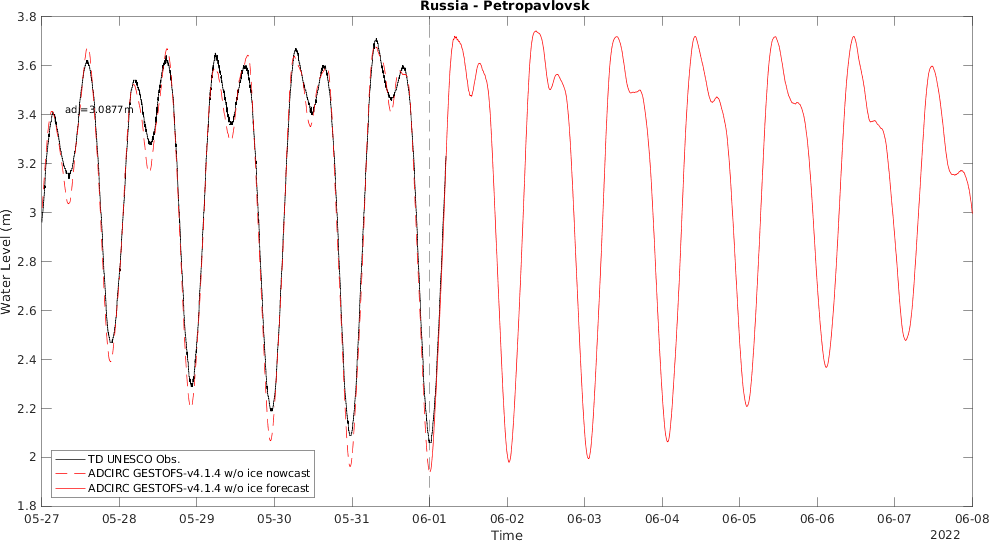 Russia - Petropavlovsk
3.8
3.6
3.4
3.2
3
2.8
2.6
2.4
2.2
2
1.8
Water Level (m)
ad =3.0877m
TD UNESCO Obs.
ADCIRC GESTOFS-v4.1.4 w/o ice nowcast
ADCIRC GESTOFS-v4.1.4 w/o ice forecast
05-27 05-28 05-29 05-30 05-31 06-01 06-02 06-03 06-04 06-05 06-06 06-07 06-08
Time
2022